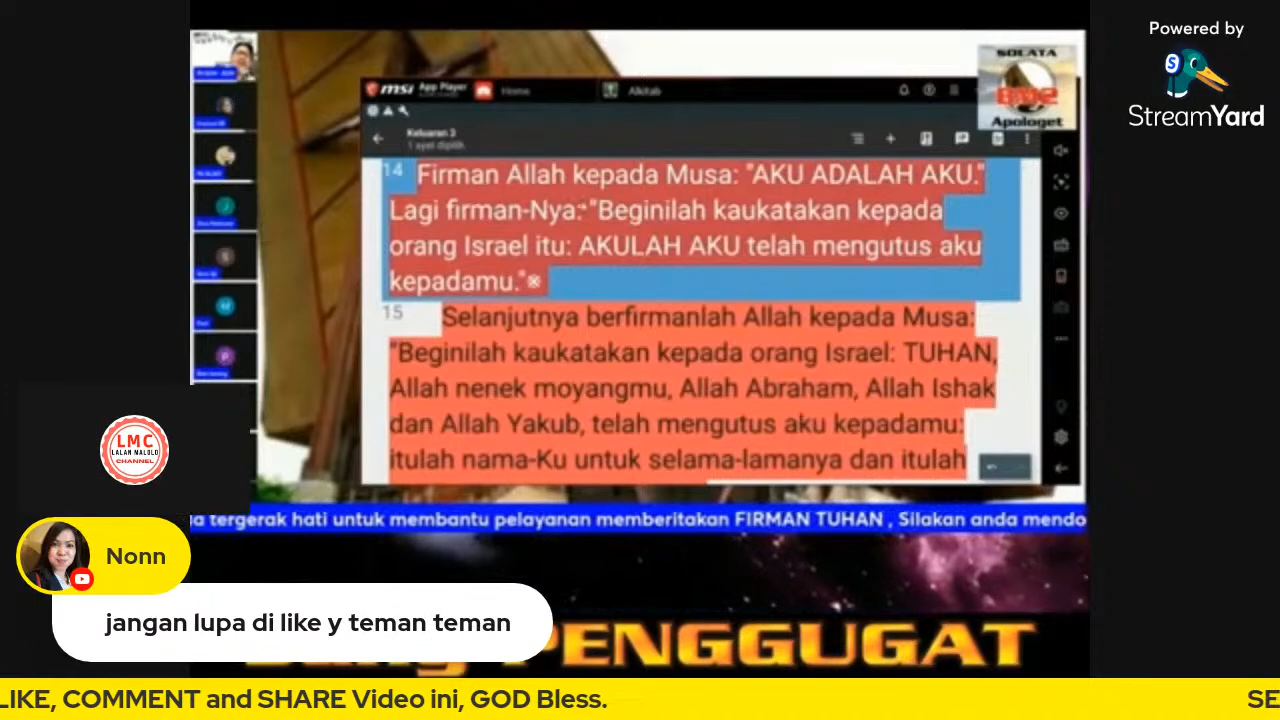 Powered by
StreamYard
SOCATA
Apologet
msi App Player
Home
Alkitab
Keluaran 3
1 ayat dipilih
14 Firman Allah kepada Musa: "AKU ADALAH AKU."
Lagi firman-Nya: "Beginilah kaukatakan kepada
orang Israel itu: AKULAH AKU telah mengutus aku
kepadamu."※
15 Selanjutnya berfirmanlah Allah kepada Musa:
"Beginilah kaukatakan kepada orang Israel: TUHAN,
Allah nenek moyangmu, Allah Abraham, Allah Ishak
dan Allah Yakub, telah mengutus aku kepadamu:
itulah nama-Ku untuk selama-lamanya dan itulah
LMC
LALAN MALOLO
CHANNEL
tergerak hati untuk membantu pelayanan memberitakan FIRMAN TUHAN , Silakan anda mendo
Nonn
jangan lupa di like y teman teman
PENGGUGAT
LIKE, COMMENT and SHARE Video ini, GOD Bless.
SE